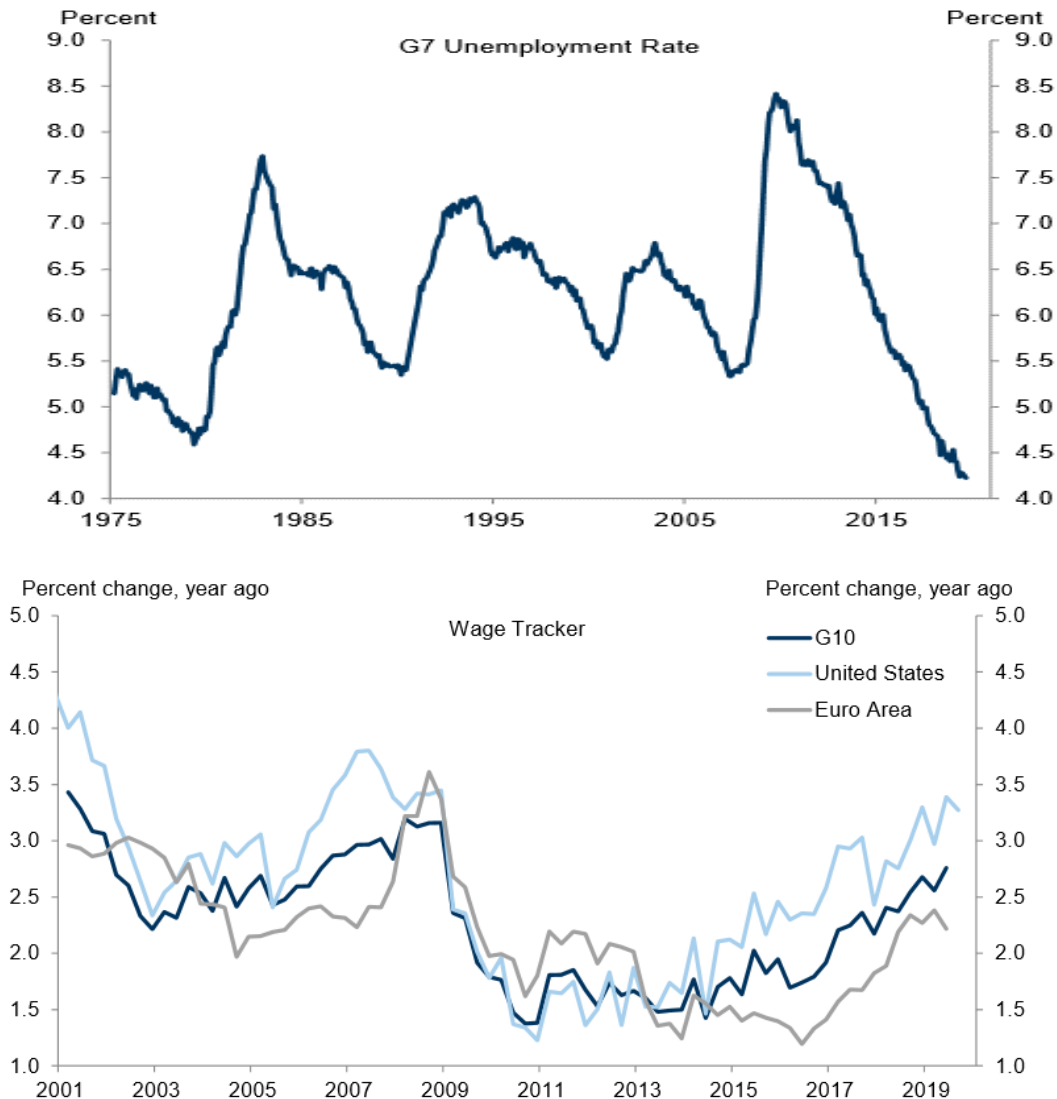 Percent Percent
9.0 G7 Unemployment Rate 9.0
8.5 8.5
8.0 8.0
7.5 7.5
7.0 7.0
6.5 6.5
6.0 6.0
5.5 5.5
5.0 5.0
4.5 4.5
4.0 4.0
1975 1985 1995 2005 2015
Percent change, year ago Percent change, year ago
5.0 Wage Tracker 5.0
G10
4.5 United States 4.5
Euro Area
4.0 4.0
3.5 3.5
3.0 3.0
2.5 2.5
2.0 2.0
1.5 1.5
1.0 1.0
2001 2003 2005 2007 2009 2011 2013 2015 2017 2019